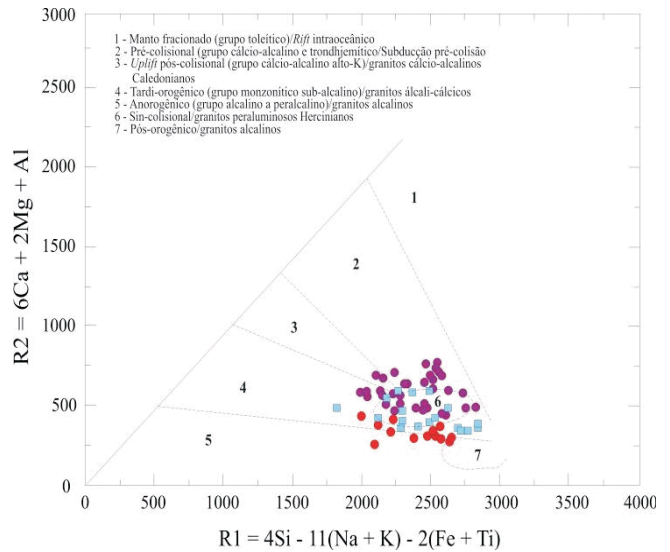 3000
2500
2000
1500
1000
500
0
R2 = 6Ca + 2Mg + Al
1 - Manto fracionado (grupo toleítico)/Rift intraoceânico
2 - Pré-colisional (grupo cálcio-alcalino e trondhjemítico/Subducção pré-colisão
3 - Uplift pós-colisional (grupo cálcio-alcalino alto-K)/granitos cálcio-alcalinos
Caledonianos
4 - Tardi-orogênico (grupo monzonítico sub-alcalino)/granitos álcali-cálcicos
5 - Anorogênico (grupo alcalino a peralcalino)/granitos alcalinos
6 - Sin-colisional/granitos peraluminosos Hercinianos
7 - Pós-orogênico/granitos alcalinos
1
2
3
4
5
6
7
0 500 1000 1500 2000 2500 3000 4000
R1 = 4Si - 11(Na + K) - 2(Fe + Ti)